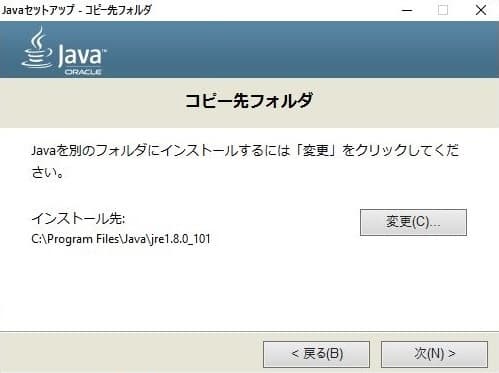 Javaセットアップ - コピー先フォルダ
Java™
ORACLE
コピー先フォルダ
Javaを別のフォルダにインストールするには「変更」をクリックしてくだ
さい。
インストール先:
変更(C)...
C:\Program Files\Java\jre1.8.0_101
< 戻る(B)
次(N) >